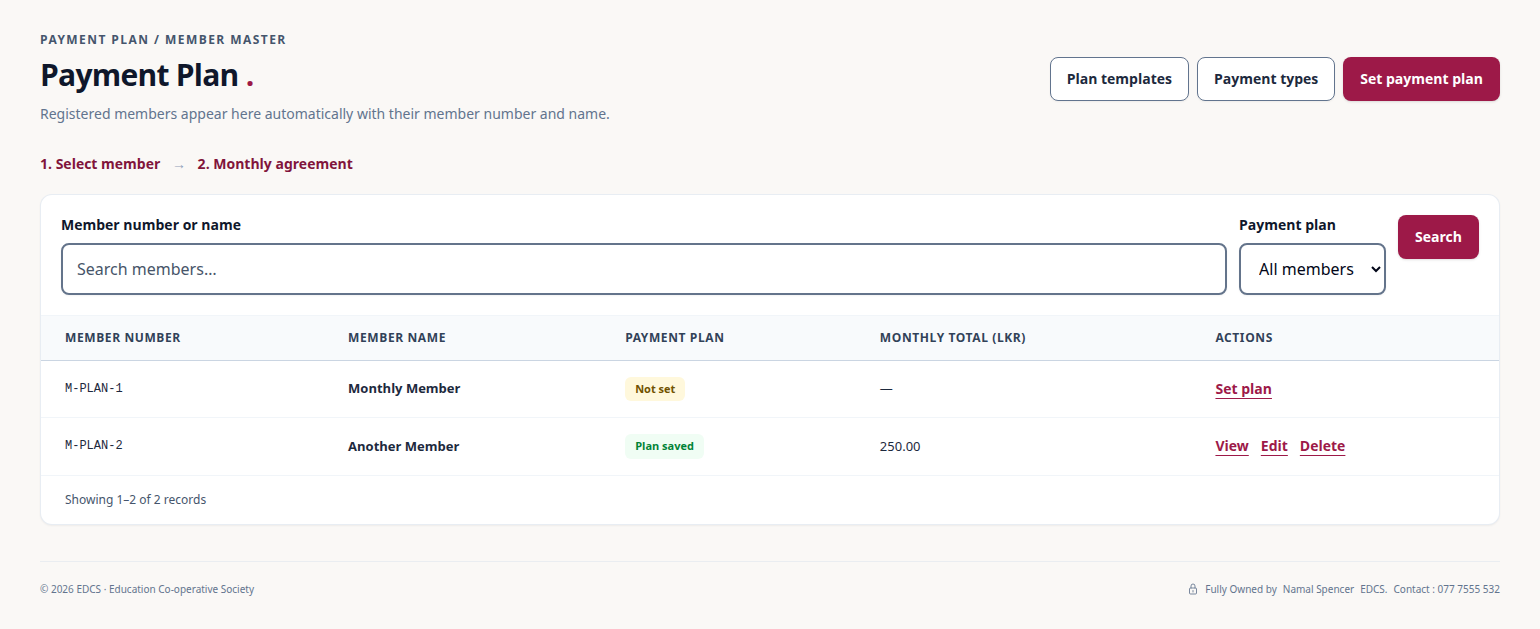 PAYMENT PLAN / MEMBER MASTER
Payment Plan .
Plan templates
Payment types
Set payment plan
Registered members appear here automatically with their member number and name.
1. Select member → 2. Monthly agreement
Member number or name
Payment plan
Search members...
All members
Search
MEMBER NUMBER MEMBER NAME PAYMENT PLAN MONTHLY TOTAL (LKR) ACTIONS
M-PLAN-1 Monthly Member Not set — Set plan
M-PLAN-2 Another Member Plan saved 250.00 View Edit Delete
Showing 1–2 of 2 records
© 2026 EDCS · Education Co-operative Society
Fully Owned by Namal Spencer EDCS. Contact : 077 7555 532